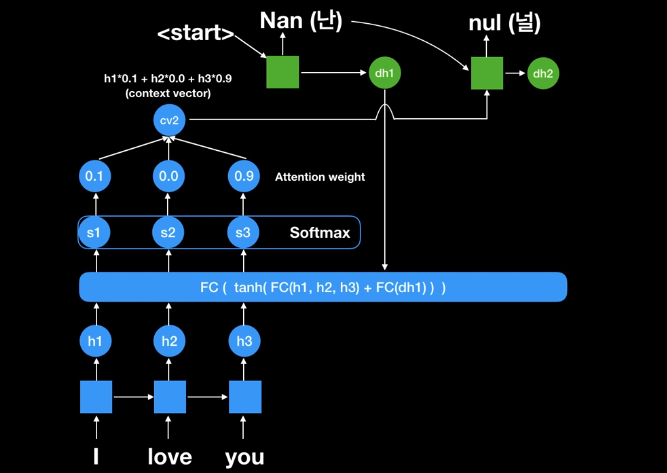 <start>
Nan (난)
nul (널)
dh1
dh2
h1*0.1 + h2*0.0 + h3*0.9
(context vector)
cv2
0.1 0.0 0.9 Attention weight
s1 s2 s3 Softmax
FC ( tanh( FC(h1, h2, h3) + FC(dh1) ) )
h1 h2 h3
I love you